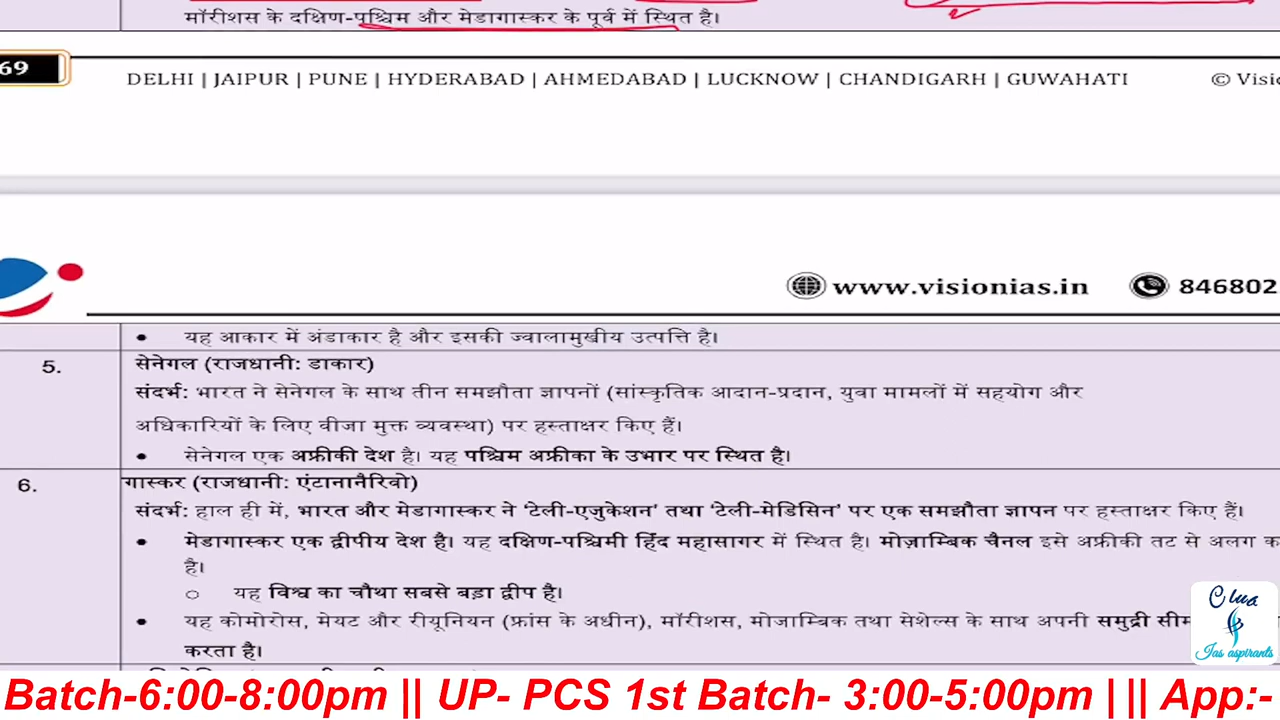 मॉरीशस के दक्षिण-पश्चिम और मेडागास्कर के पूर्व में स्थित है।
69
DELHI | JAIPUR | PUNE | HYDERABAD | AHMEDABAD | LUCKNOW | CHANDIGARH | GUWAHATI
©
www.visionias.in
846802
यह आकार में अंडाकार है और इसकी ज्वालामुखीय उत्पत्ति है।
5. सेनेगल (राजधानी: डाकार)
संदर्भ: भारत ने सेनेगल के साथ तीन समझौता ज्ञापनों (सांस्कृतिक आदान-प्रदान, युवा मामलों में सहयोग और
अधिकारियों के लिए वीजा मुक्त व्यवस्था) पर हस्ताक्षर किए हैं।
सेनेगल एक अफ्रीकी देश है। यह पश्चिम अफ्रीका के उभार पर स्थित है।
6. गास्कर (राजधानी: एंटानानैरिवो)
संदर्भ: हाल ही में, भारत और मेडागास्कर ने ‘टेली-एजुकेशन’ तथा ‘टेली-मेडिसिन’ पर एक समझौता ज्ञापन पर हस्ताक्षर किए हैं।
मेडागास्कर एक द्वीपीय देश है। यह दक्षिण-पश्चिमी हिंद महासागर में स्थित है। मोज़ाम्बिक चैनल इसे अफ्रीकी तट से अलग क
है।
यह विश्व का चौथा सबसे बड़ा द्वीप है।
यह कोमोरोस, मेयट और रीयूनियन (फ्रांस के अधीन), मॉरीशस, मोजाम्बिक तथा सेशेल्स के साथ अपनी समुद्री
करता है।
Ias aspirants
Batch-6:00-8:00pm || UP- PCS 1st Batch- 3:00-5:00pm | || App:-